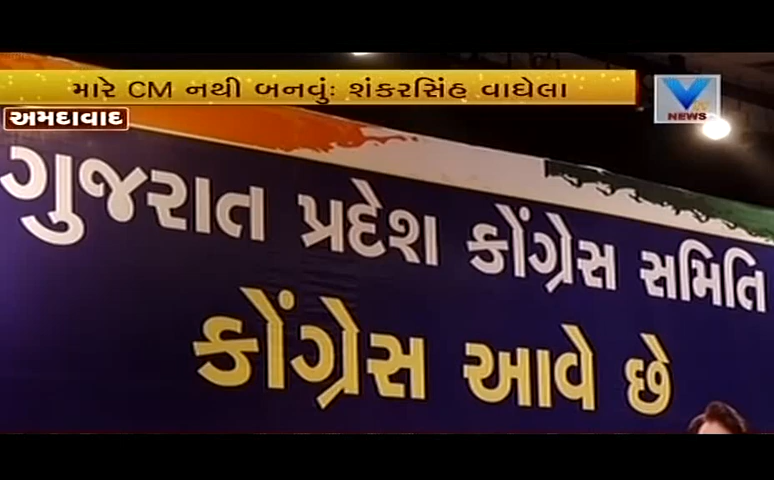 મારે CM નથી બનવુંઃ શંકરસિંહ વાઘેલા
V
NEWS
અમદાવાદ
ગુજરાત પ્રદેશ કોંગ્રેસ સમિતિ
કોંગ્રેસ આવે છે